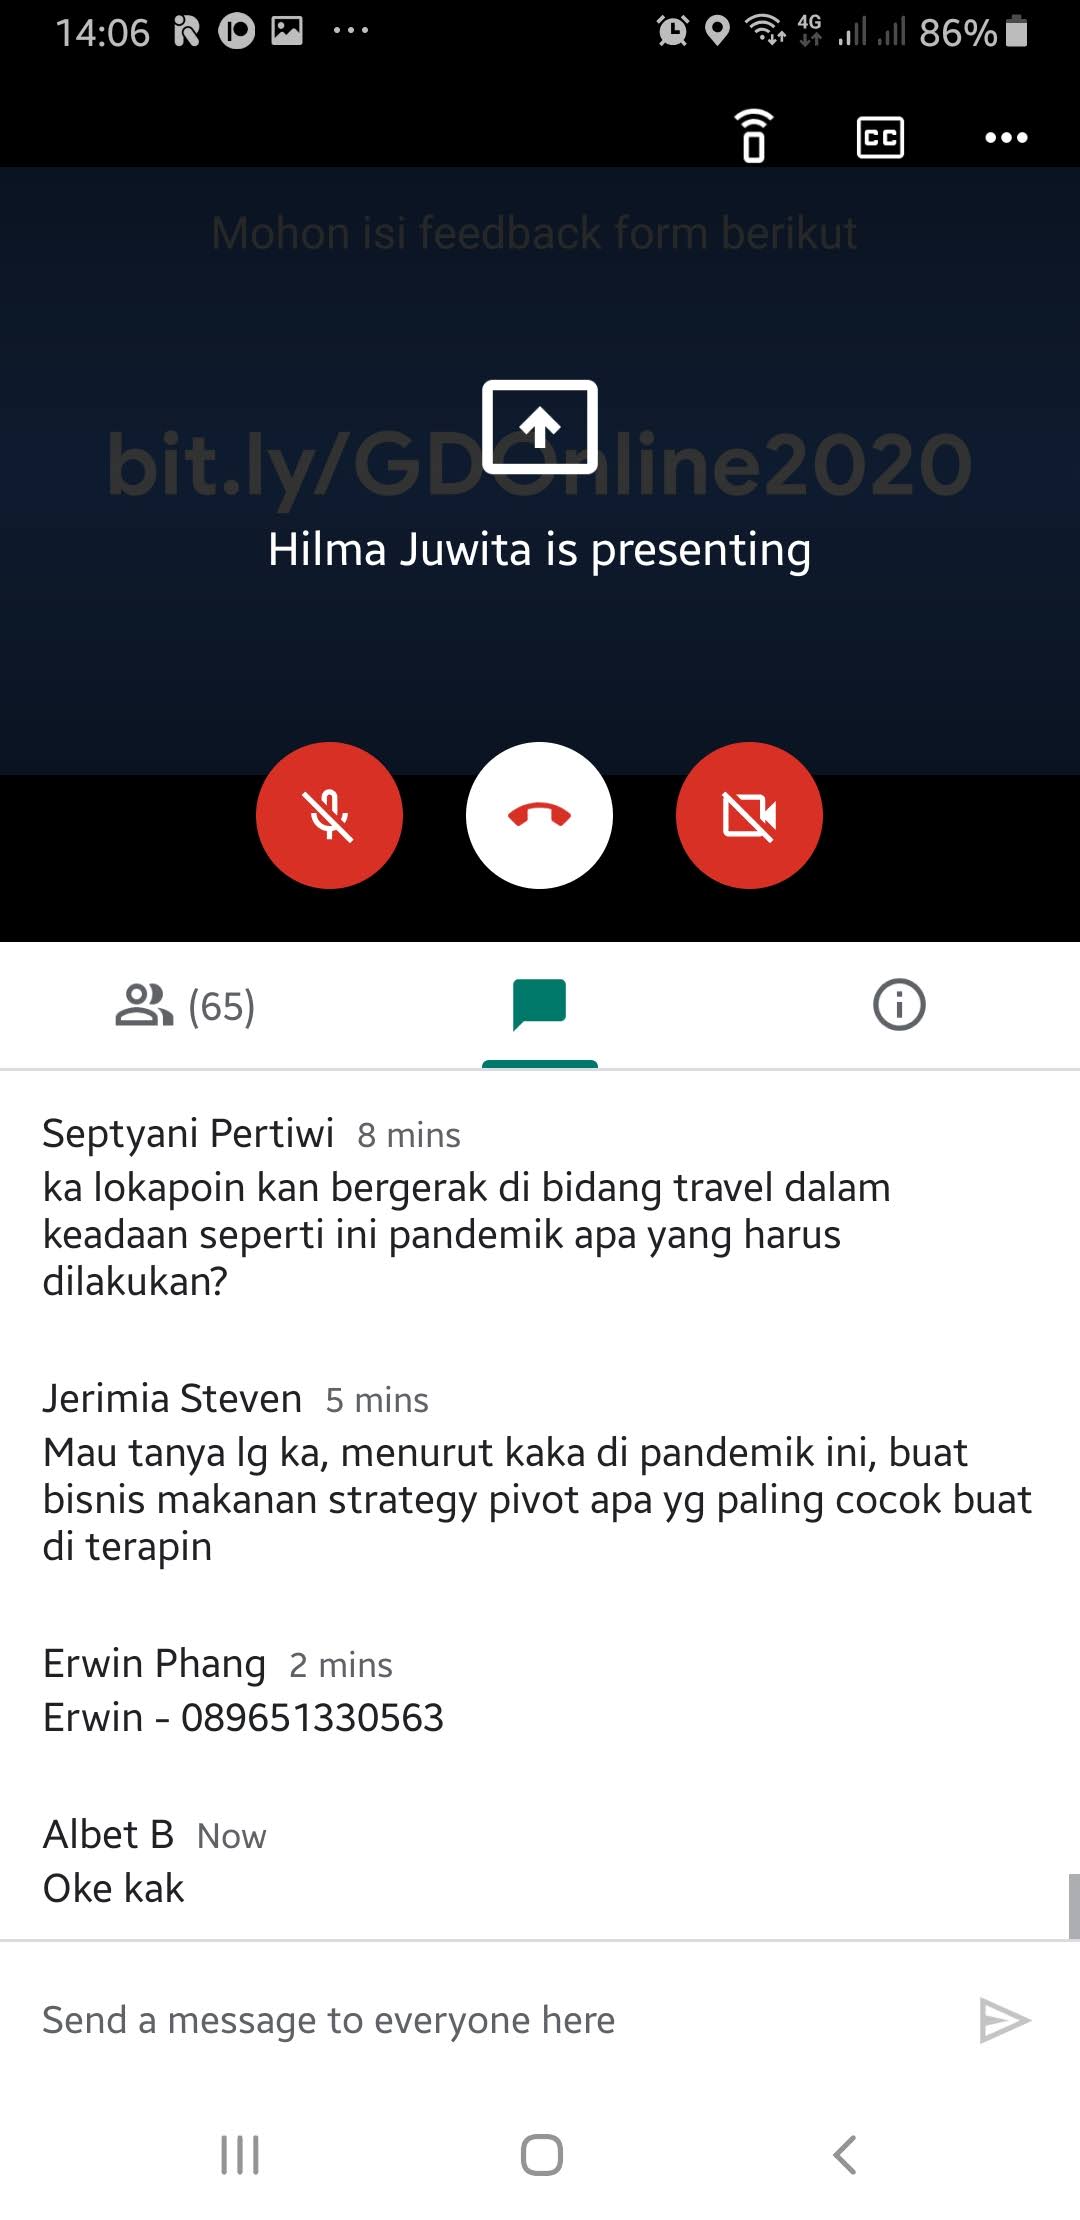 14:06
4G
86%
CC
Mohon isi feedback form berikut
bit.ly/GDOnline2020
Hilma Juwita is presenting
(65)
Septyani Pertiwi 8 mins
ka lokapoin kan bergerak di bidang travel dalam
keadaan seperti ini pandemik apa yang harus
dilakukan?
Jerimia Steven 5 mins
Mau tanya lg ka, menurut kaka di pandemik ini, buat
bisnis makanan strategy pivot apa yg paling cocok buat
di terapin
Erwin Phang 2 mins
Erwin - 089651330563
Albet B Now
Oke kak
Send a message to everyone here